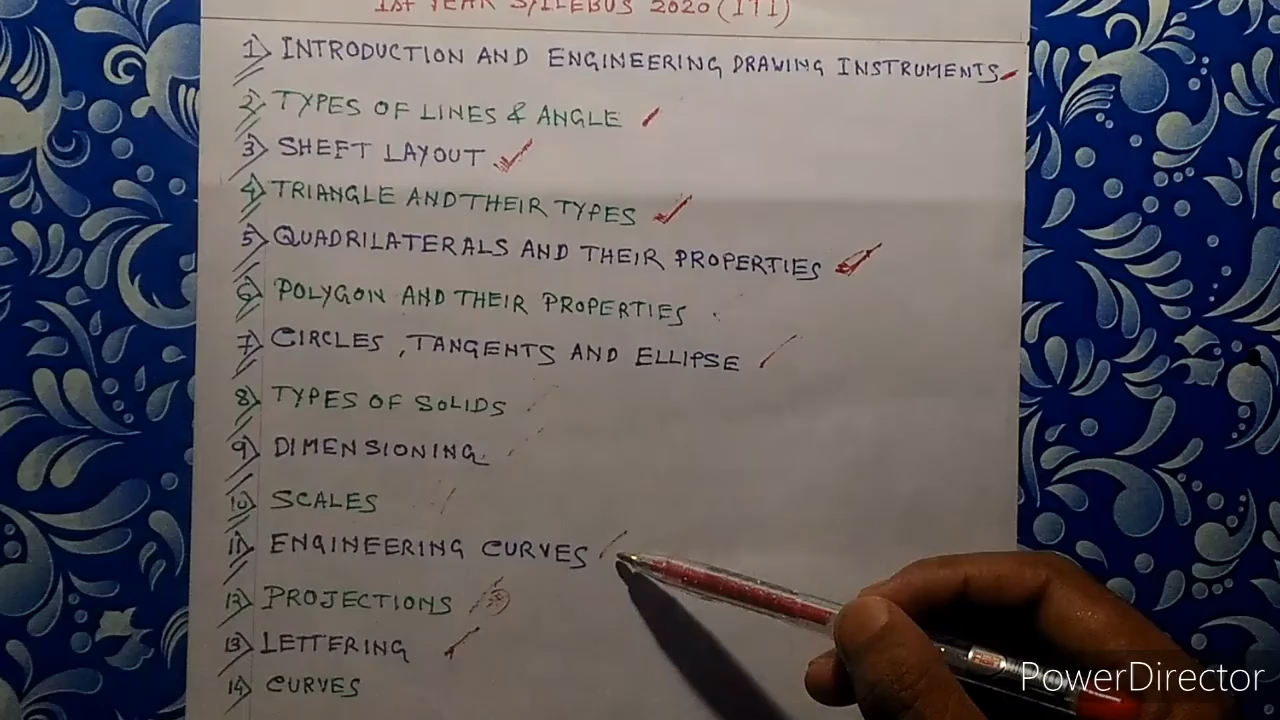 1st YEAR SYLLEBUS 2020 (ITI)
1) INTRODUCTION AND ENGINEERING DRAWING INSTRUMENTS
2) TYPES OF LINES & ANGLE
3) SHEET LAYOUT
4) TRIANGLE AND THEIR TYPES
5) QUADRILATERALS AND THEIR PROPERTIES
6) POLYGON AND THEIR PROPERTIES
7) CIRCLES, TANGENTS AND ELLIPSE
8) TYPES OF SOLIDS
9) DIMENSIONING
10) SCALES
11) ENGINEERING CURVES
12) PROJECTIONS
13) LETTERING
14) CURVES
PowerDirector